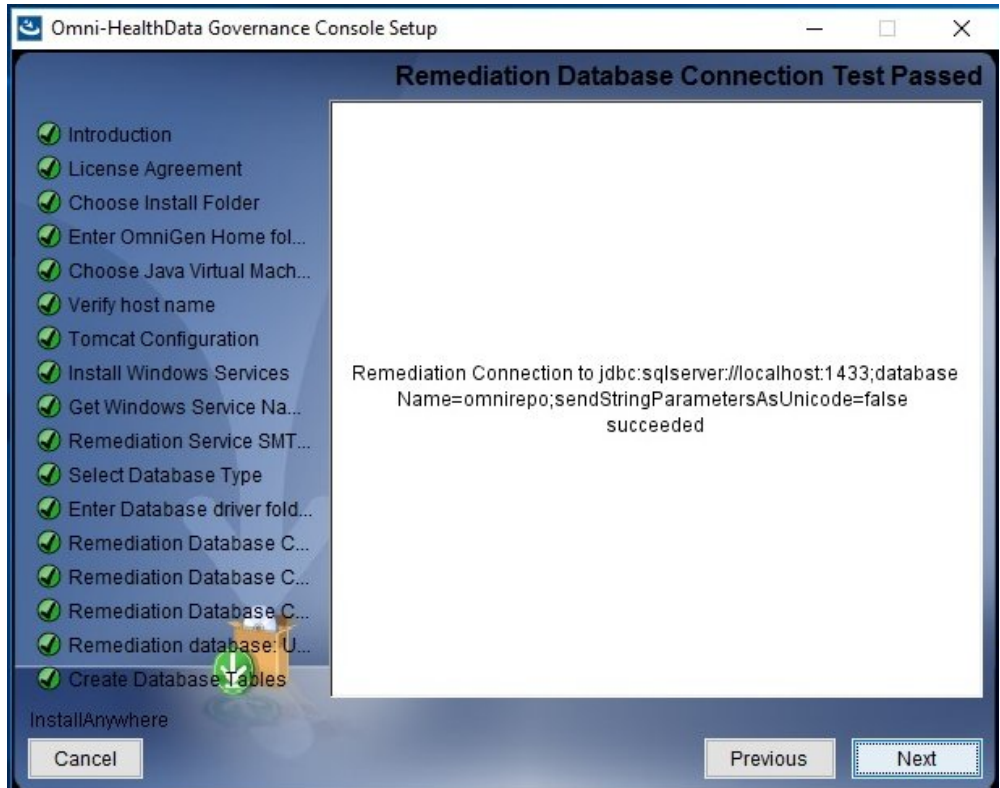 Omni-HealthData Governance Console Setup
Remediation Database Connection Test Passed
Introduction
License Agreement
Choose Install Folder
Enter OmniGen Home fol...
Choose Java Virtual Mach...
Verify host name
Tomcat Configuration
Install Windows Services
Get Windows Service Na...
Remediation Service SMT...
Select Database Type
Enter Database driver fold...
Remediation Database C...
Remediation Database C...
Remediation Database C...
Remediation database: U...
Create Database Tables
Remediation Connection to jdbc:sqlserver://localhost:1433;database
Name=omnirepo;sendStringParametersAsUnicode=false
succeeded
InstallAnywhere
Cancel
Previous
Next